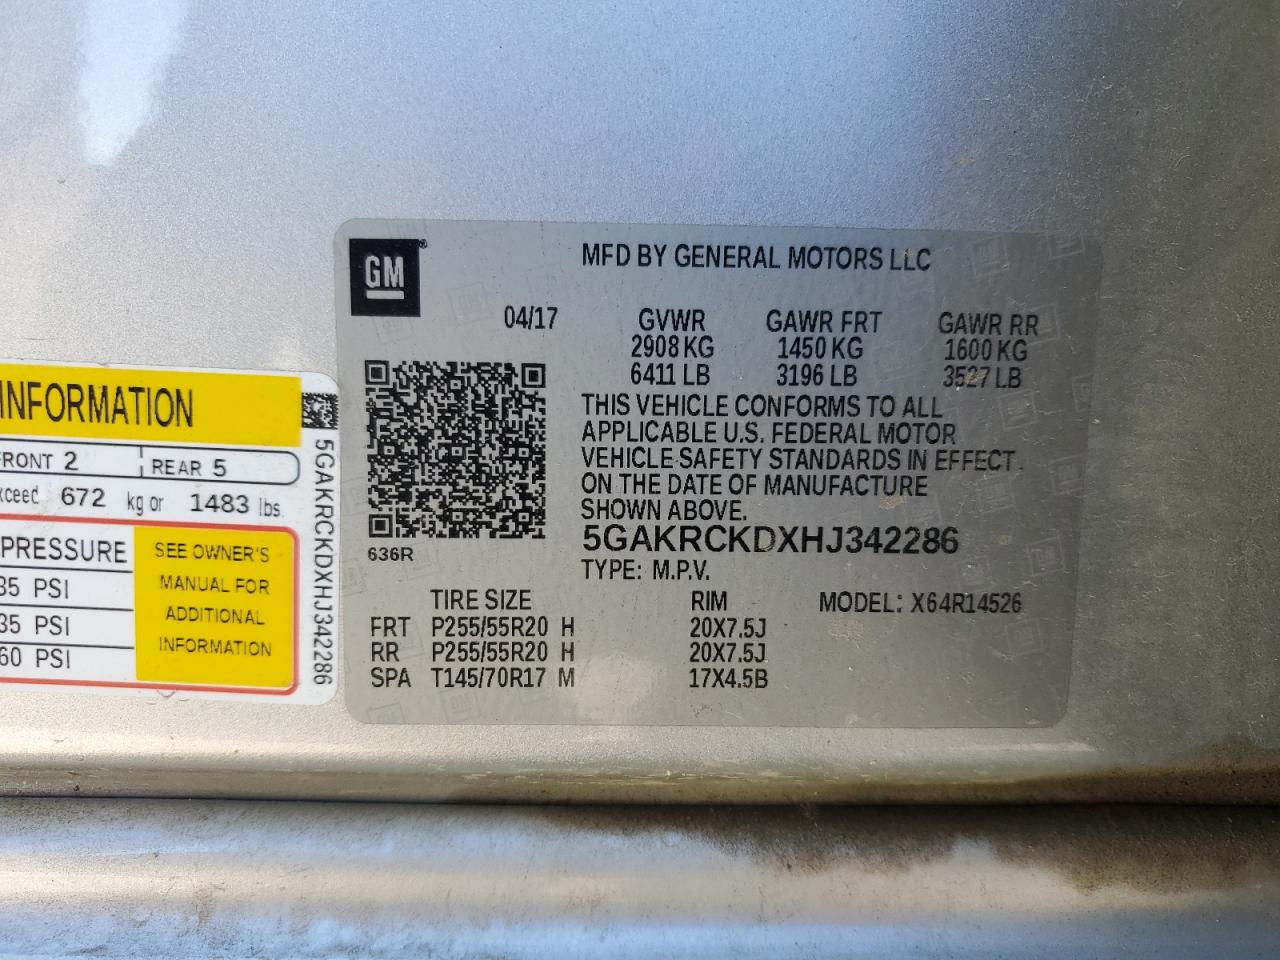 INFORMATION
FRONT 2 REAR 5
xceed 672 kg or 1483 lbs.
PRESSURE
35 PSI
35 PSI
60 PSI
SEE OWNER'S
MANUAL FOR
ADDITIONAL
INFORMATION
5GAKRCKDXHJ342286
GM
MFD BY GENERAL MOTORS LLC
04/17
GVWR GAWR FRT GAWR RR
2908 KG 1450 KG 1600 KG
6411 LB 3196 LB 3527 LB
THIS VEHICLE CONFORMS TO ALL
APPLICABLE U.S. FEDERAL MOTOR
VEHICLE SAFETY STANDARDS IN EFFECT
ON THE DATE OF MANUFACTURE
SHOWN ABOVE.
636R
5GAKRCKDXHJ342286
TYPE: M.P.V.
TIRE SIZE RIM MODEL: X64R14526
FRT P255/55R20 H 20X7.5J
RR P255/55R20 H 20X7.5J
SPA T145/70R17 M 17X4.5B